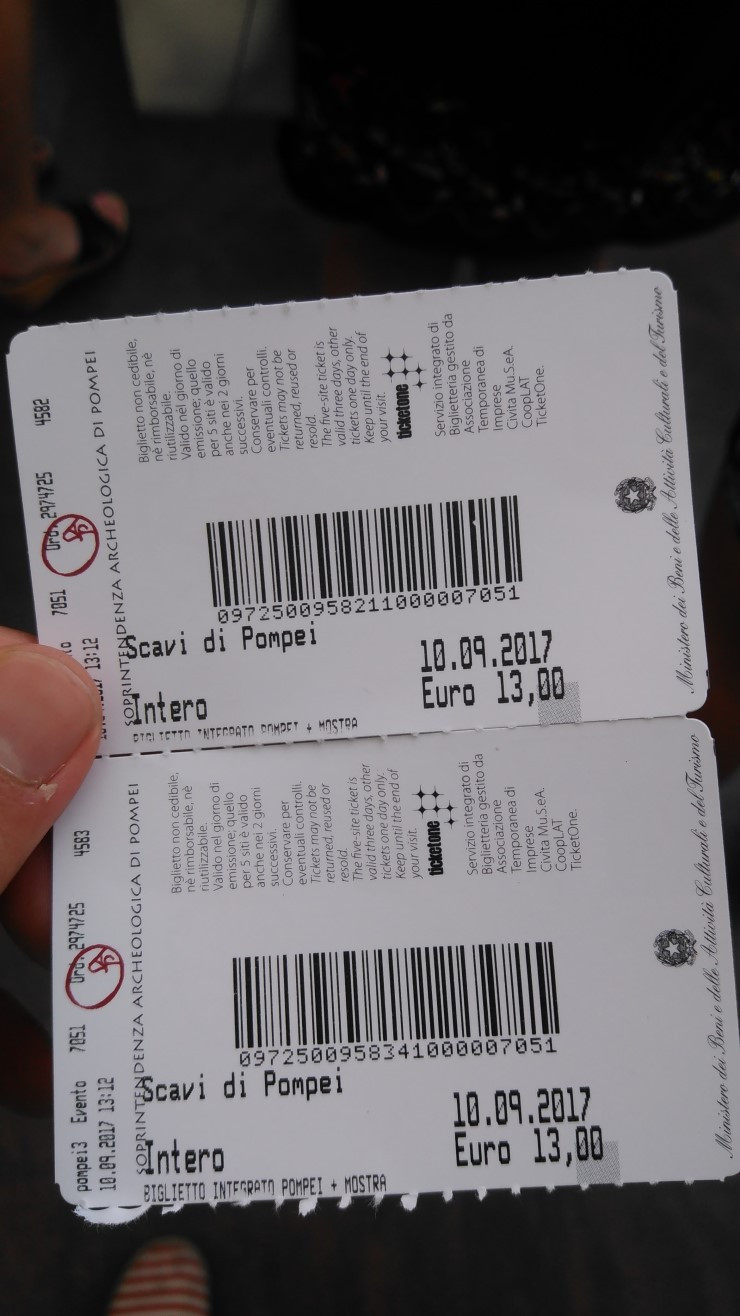 4582
Ord. 2974725
7051
13:12
SOPRINTENDENZA ARCHEOLOGICA DI POMPEI
Biglietto non cedibile,
nè rimborsabile, nè
riutilizzabile.
Valido nel giorno di
emissione; quello
per 5 siti è valido
anche nei 2 giorni
successivi.
Conservare per
eventuali controlli.
Tickets may not be
returned, reused or
resold.
The five-site ticket is
valid three days, other
tickets one day only.
Keep until the end of
your visit.
ticketone
Servizio integrato di
Biglietteria gestito da
Associazione
Temporanea di
Imprese
Civita Mu.S.eA.
CoopLAT
TicketOne.
Ministero dei Beni e delle Attività Culturali e del Turismo
0972500958211000007051
Scavi di Pompei
10.09.2017
Intero
Euro 13,00
BIGLIETTO INTEGRATO POMPEI + MOSTRA
4583
Ord. 2974725
pompei3 Evento 7051
10.09.2017 13:12
SOPRINTENDENZA ARCHEOLOGICA DI POMPEI
Biglietto non cedibile,
nè rimborsabile, nè
riutilizzabile.
Valido nel giorno di
emissione; quello
per 5 siti è valido
anche nei 2 giorni
successivi.
Conservare per
eventuali controlli.
Tickets may not be
returned, reused or
resold.
The five-site ticket is
valid three days, other
tickets one day only.
Keep until the end of
your visit.
ticketone
Servizio integrato di
Biglietteria gestito da
Associazione
Temporanea di
Imprese
Civita Mu.S.eA.
CoopLAT
TicketOne.
Ministero dei Beni e delle Attività Culturali e del Turismo
0972500958341000007051
Scavi di Pompei
10.09.2017
Intero
Euro 13,00
BIGLIETTO INTEGRATO POMPEI + MOSTRA